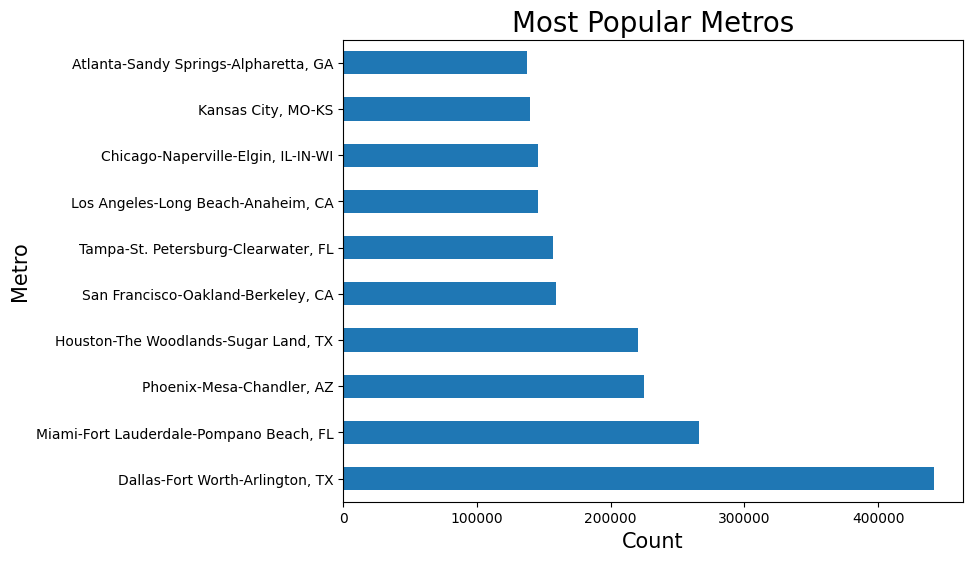 Most Popular Metros
Metro
Atlanta-Sandy Springs-Alpharetta, GA
Kansas City, MO-KS
Chicago-Naperville-Elgin, IL-IN-WI
Los Angeles-Long Beach-Anaheim, CA
Tampa-St. Petersburg-Clearwater, FL
San Francisco-Oakland-Berkeley, CA
Houston-The Woodlands-Sugar Land, TX
Phoenix-Mesa-Chandler, AZ
Miami-Fort Lauderdale-Pompano Beach, FL
Dallas-Fort Worth-Arlington, TX
0 100000 200000 300000 400000
Count